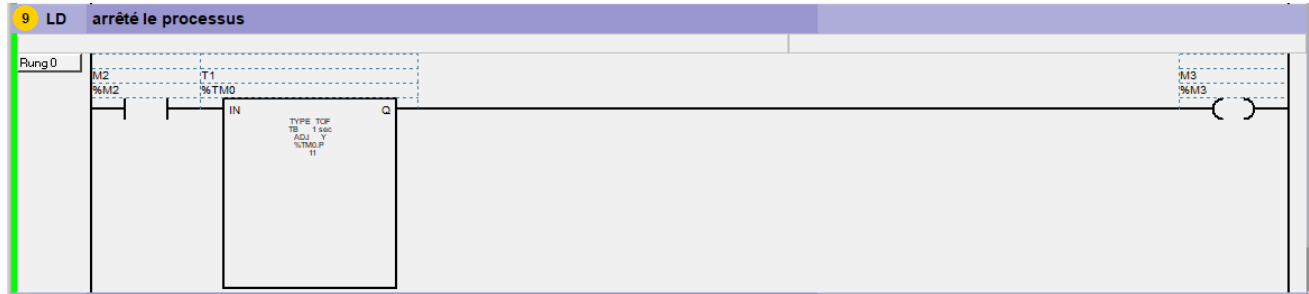 9 LD arrêté le processus
Rung 0
M2 T1 M3
%M2 %TM0 %M3
IN Q
TYPE TOF
TB 1 sec
ADJ Y
%TM0.P
11